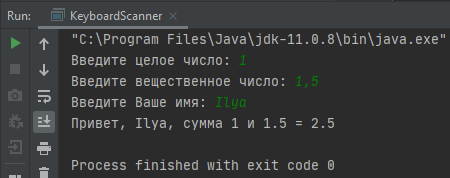 Run: KeyboardScanner
"C:\Program Files\Java\jdk-11.0.8\bin\java.exe"
Введите целое число: 1
Введите вещественное число: 1,5
Введите Ваше имя: Ilya
Привет, Ilya, сумма 1 и 1.5 = 2.5
Process finished with exit code 0